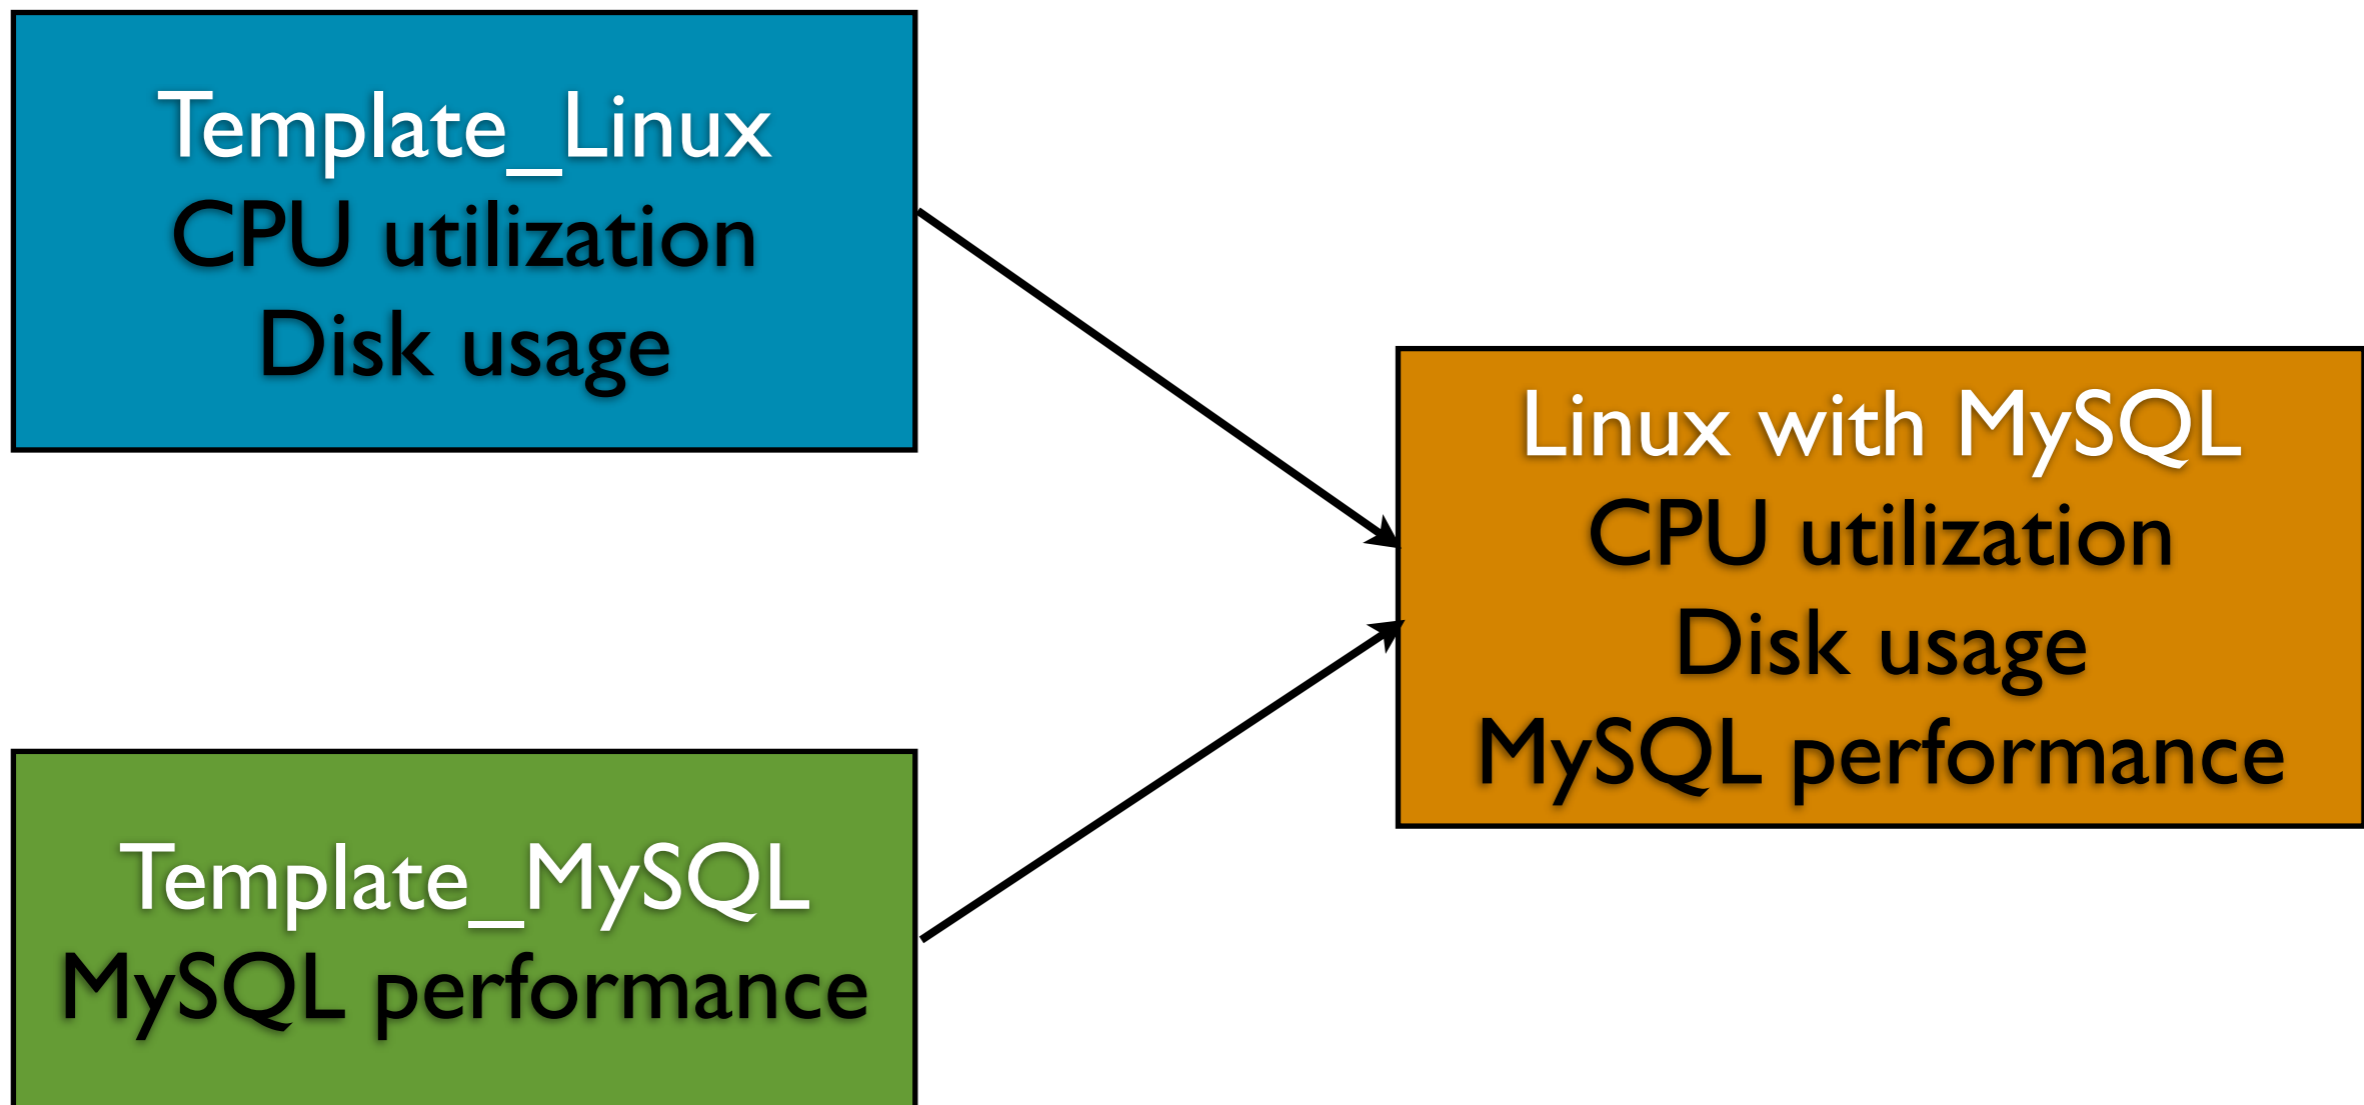 Template_Linux
CPU utilization
Disk usage
Linux with MySQL
CPU utilization
Disk usage
MySQL performance
Template_MySQL
MySQL performance